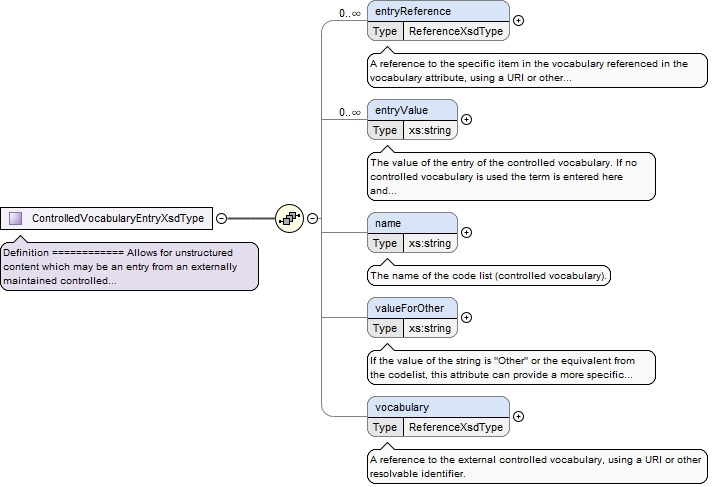 0..∞
entryReference
Type ReferenceXsdType
A reference to the specific item in the vocabulary referenced in the
vocabulary attribute, using a URI or other...
0..∞
entryValue
Type xs:string
The value of the entry of the controlled vocabulary. If no
controlled vocabulary is used the term is entered here
and...
ControlledVocabularyEntryXsdType
Definition ============ Allows for unstructured
content which may be an entry from an externally
maintained controlled...
name
Type xs:string
The name of the code list (controlled vocabulary).
valueForOther
Type xs:string
If the value of the string is "Other" or the equivalent from
the codelist, this attribute can provide a more specific...
vocabulary
Type ReferenceXsdType
A reference to the external controlled vocabulary, using a URI or other
resolvable identifier.